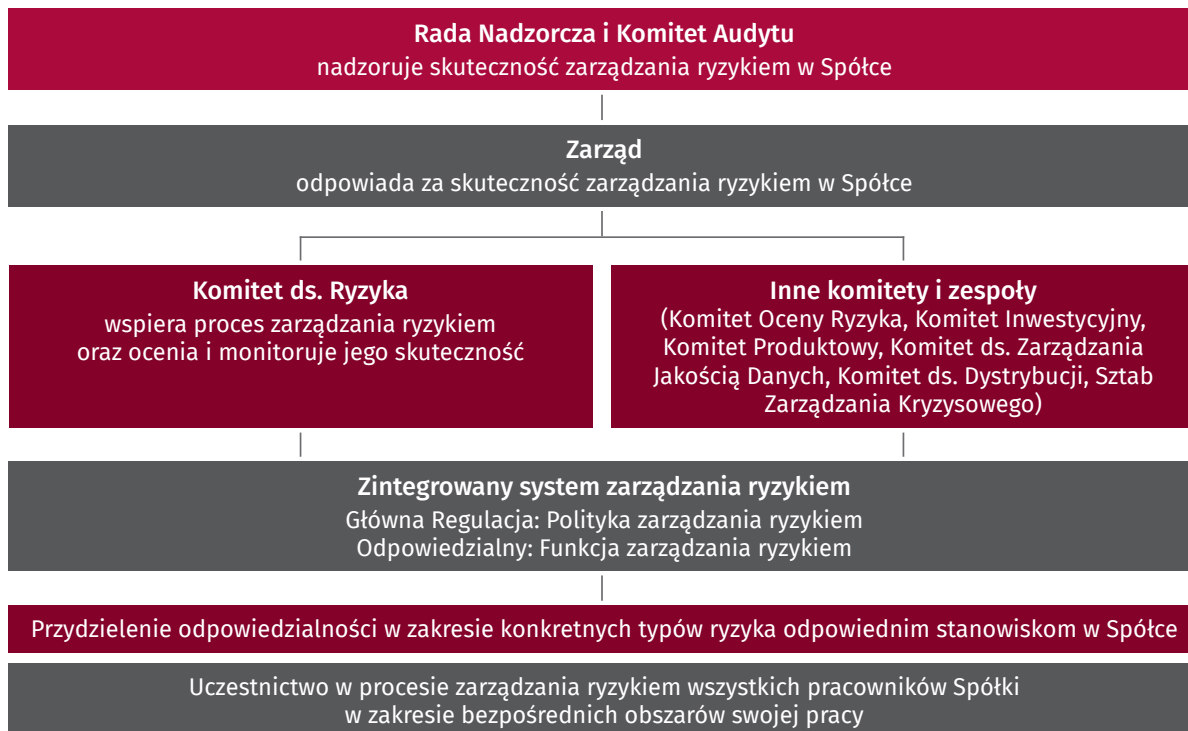 Rada Nadzorcza i Komitet Audytu
nadzoruje skuteczność zarządzania ryzykiem w Spółce
Zarząd
odpowiada za skuteczność zarządzania ryzykiem w Spółce
Komitet ds. Ryzyka
wspiera proces zarządzania ryzykiem
oraz ocenia i monitoruje jego skuteczność
Inne komitety i zespoły
(Komitet Oceny Ryzyka, Komitet Inwestycyjny,
Komitet Produktowy, Komitet ds. Zarządzania
Jakością Danych, Komitet ds. Dystrybucji, Sztab
Zarządzania Kryzysowego)
Zintegrowany system zarządzania ryzykiem
Główna Regulacja: Polityka zarządzania ryzykiem
Odpowiedzialny: Funkcja zarządzania ryzykiem
Przydzielenie odpowiedzialności w zakresie konkretnych typów ryzyka odpowiednim stanowiskom w Spółce
Uczestnictwo w procesie zarządzania ryzykiem wszystkich pracowników Spółki
w zakresie bezpośrednich obszarów swojej pracy